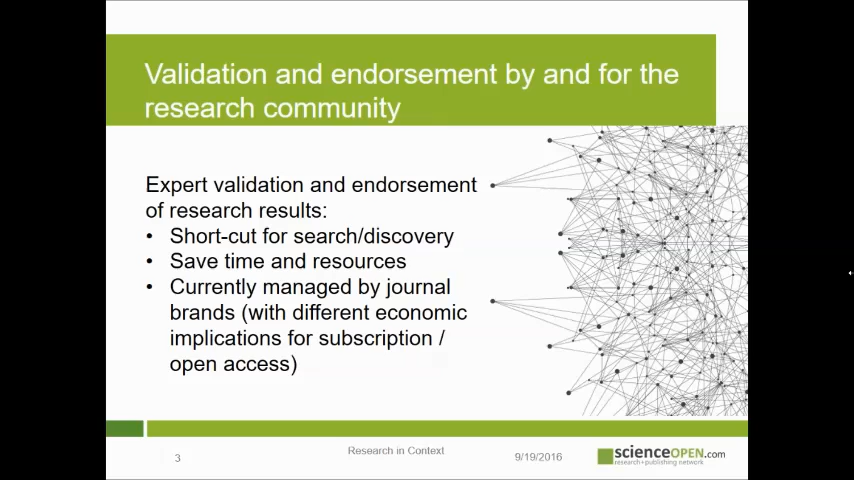 Validation and endorsement by and for the
research community
Expert validation and endorsement
of research results:
• Short-cut for search/discovery
• Save time and resources
• Currently managed by journal
brands (with different economic
implications for subscription /
open access)
3
Research in Context
9/19/2016
scienceOPEN.com
research+publishing network